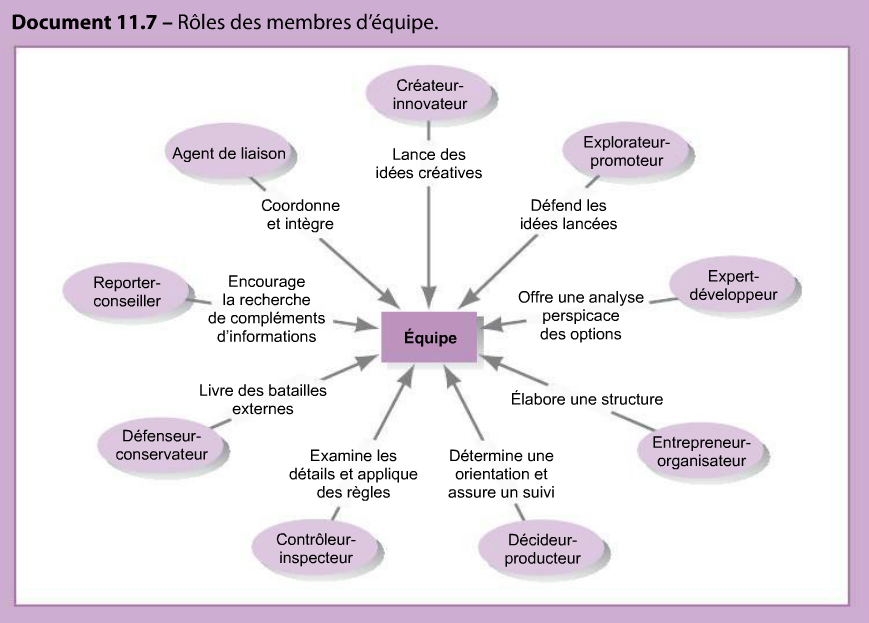 Document 11.7 – Rôles des membres d'équipe.
Créateur-
innovateur
Lance des
idées créatives
Explorateur-
promoteur
Défend les
idées lancées
Expert-
développeur
Offre une analyse
perspicace
des options
Entrepreneur-
organisateur
Élabore une structure
Décideur-
producteur
Détermine une
orientation et
assure un suivi
Contrôleur-
inspecteur
Examine les
détails et applique
des règles
Défenseur-
conservateur
Livre des batailles
externes
Reporter-
conseiller
Encourage
la recherche
de compléments
d'informations
Agent de liaison
Coordonne
et intègre
Équipe